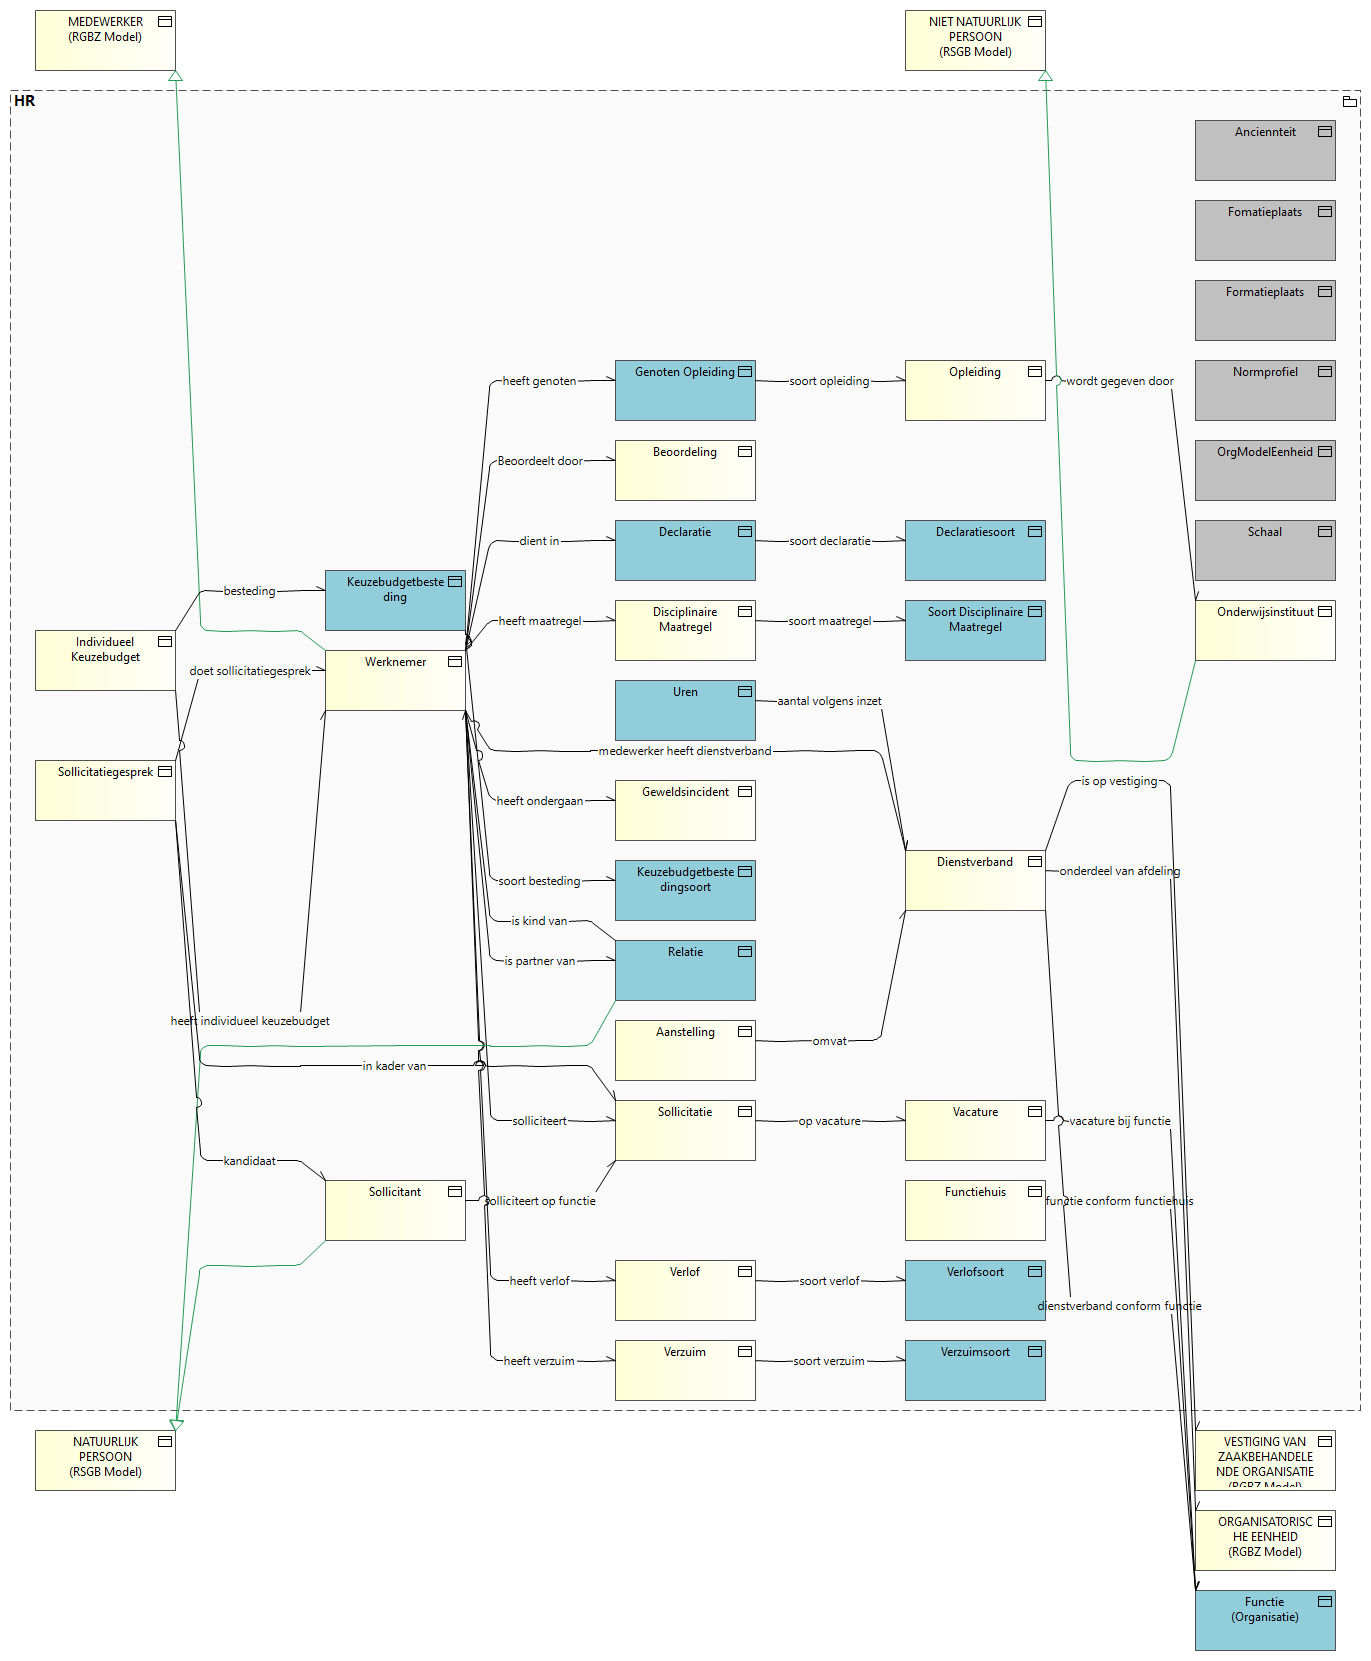 MEDEWERKER
(RGBZ Model)
NIET NATUURLIJK
PERSOON
(RSGB Model)
HR
Anciennteit
Fomatieplaats
Formatieplaats
heeft genoten
Genoten Opleiding
soort opleiding
Opleiding
wordt gegeven door
Normprofiel
Beoordeelt door
Beoordeling
OrgModelEenheid
dient in
Declaratie
soort declaratie
Declaratiesoort
Schaal
besteding
Keuzebudgetbeste
ding
heeft maatregel
Disciplinaire
Maatregel
soort maatregel
Soort Disciplinaire
Maatregel
Onderwijsinstituut
Individueel
Keuzebudget
doet sollicitatiegesprek
Werknemer
Uren
aantal volgens inzet
medewerker heeft dienstverband
Sollicitatiegesprek
heeft ondergaan
Geweldsincident
is op vestiging
soort besteding
Keuzebudgetbeste
dingsoort
Dienstverband
onderdeel van afdeling
is kind van
is partner van
Relatie
heeft individueel keuzebudget
Aanstelling
omvat
in kader van
solliciteert
Sollicitatie
op vacature
Vacature
vacature bij functie
kandidaat
Sollicitant
solliciteert op functie
Functiehuis
functie conform functiehuis
heeft verlof
Verlof
soort verlof
Verlofsoort
dienstverband conform functie
heeft verzuim
Verzuim
soort verzuim
Verzuimsoort
NATUURLIJK
PERSOON
(RSGB Model)
VESTIGING VAN
ZAAKBEHANDELE
NDE ORGANISATIE
(RGBZ Model)
ORGANISATORISC
HE EENHEID
(RGBZ Model)
Functie
(Organisatie)